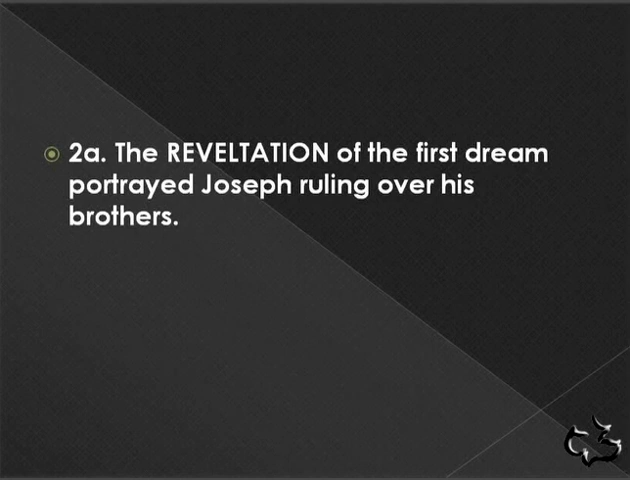 2a. The REVELTATION of the first dream
portrayed Joseph ruling over his
brothers.